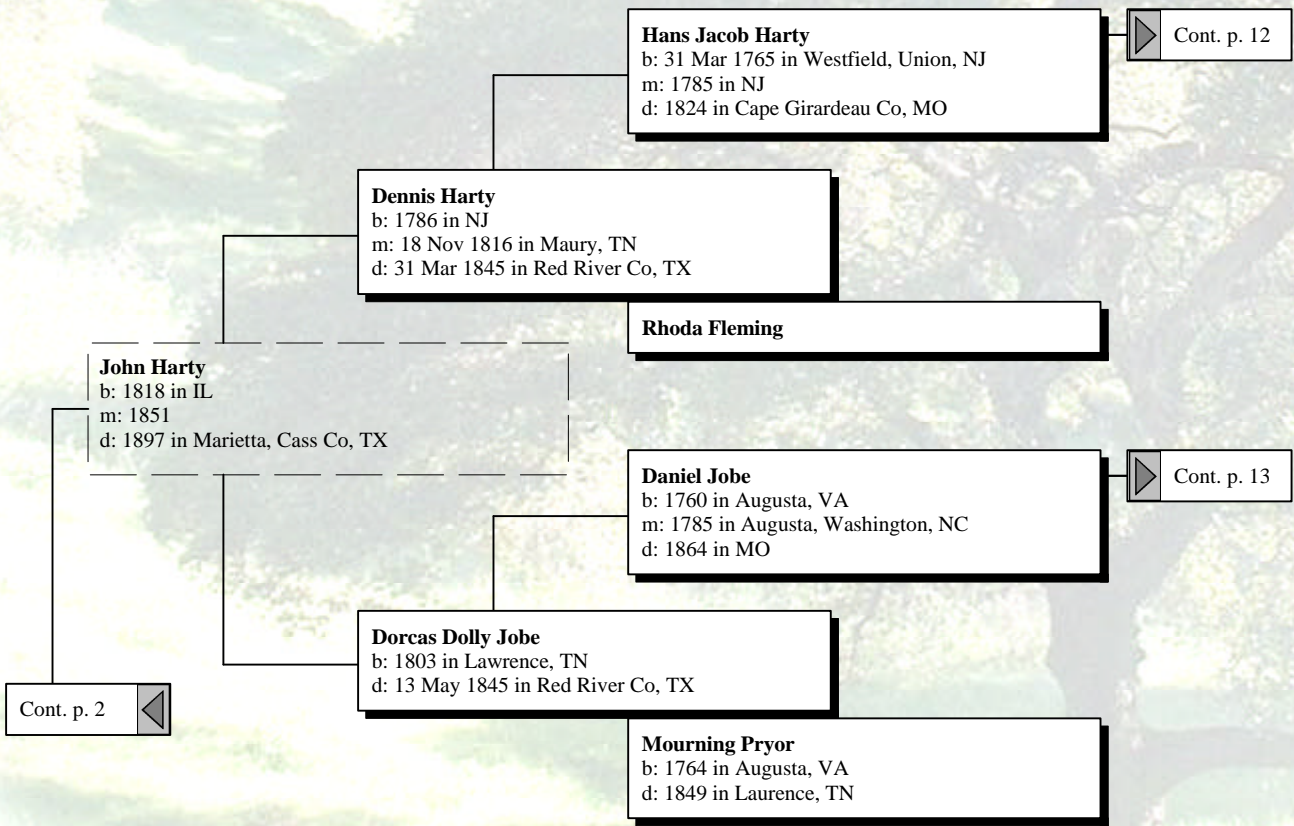 Hans Jacob Harty
b: 31 Mar 1765 in Westfield, Union, NJ
m: 1785 in NJ
d: 1824 in Cape Girardeau Co, MO
Cont. p. 12
Dennis Harty
b: 1786 in NJ
m: 18 Nov 1816 in Maury, TN
d: 31 Mar 1845 in Red River Co, TX
Rhoda Fleming
John Harty
b: 1818 in IL
m: 1851
d: 1897 in Marietta, Cass Co, TX
Daniel Jobe
b: 1760 in Augusta, VA
m: 1785 in Augusta, Washington, NC
d: 1864 in MO
Cont. p. 13
Dorcas Dolly Jobe
b: 1803 in Lawrence, TN
d: 13 May 1845 in Red River Co, TX
Cont. p. 2
Mourning Pryor
b: 1764 in Augusta, VA
d: 1849 in Laurence, TN